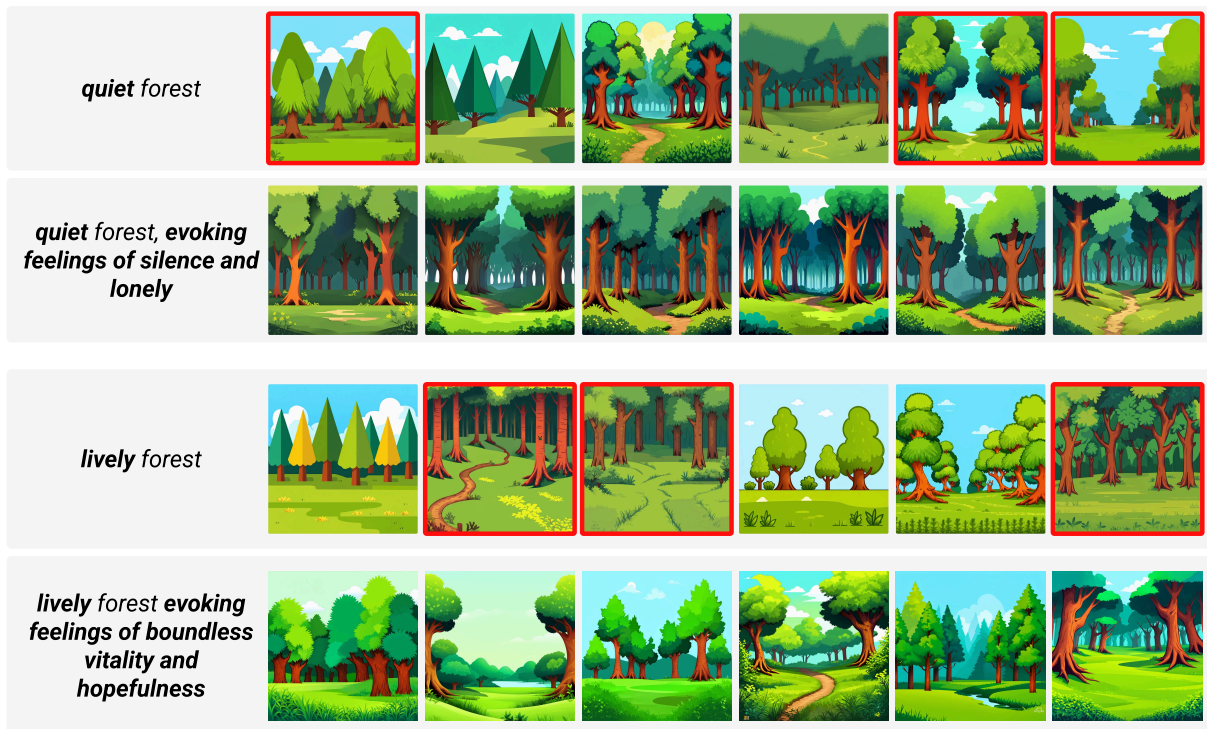 quiet forest
quiet forest, evoking
feelings of silence and
lonely
lively forest
lively forest evoking
feelings of boundless
vitality and
hopefulness